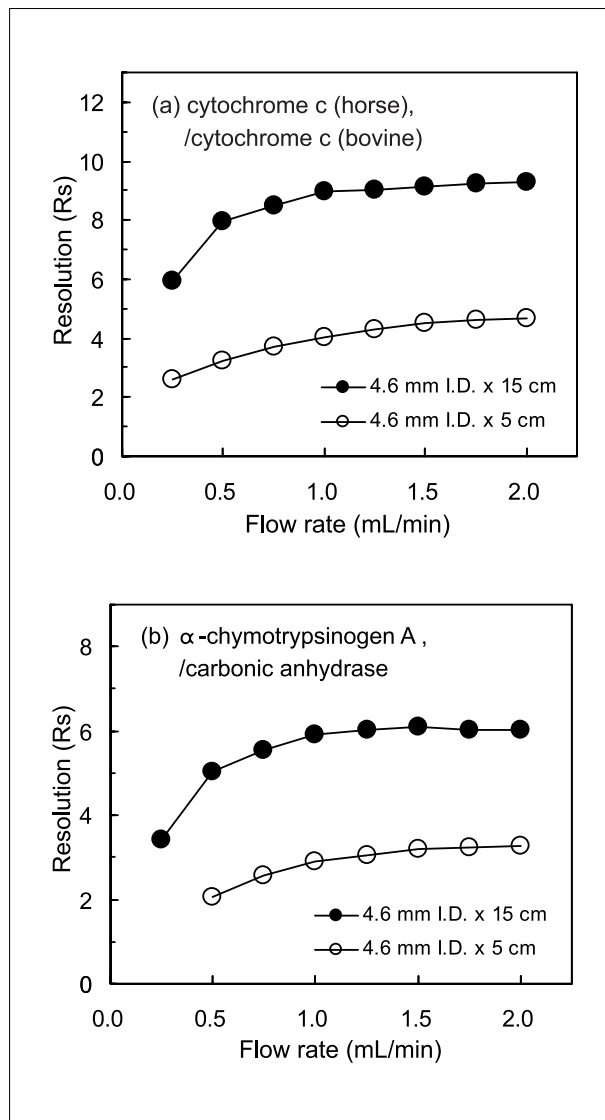 (a) cytochrome c (horse),
/cytochrome c (bovine)
12
10
8
6
4
2
0
Resolution (Rs)
4.6 mm I.D. x 15 cm
4.6 mm I.D. x 5 cm
0.0 0.5 1.0 1.5 2.0
Flow rate (mL/min)
(b) α-chymotrypsinogen A ,
/carbonic anhydrase
8
6
4
2
0
Resolution (Rs)
4.6 mm I.D. x 15 cm
4.6 mm I.D. x 5 cm
0.0 0.5 1.0 1.5 2.0
Flow rate (mL/min)